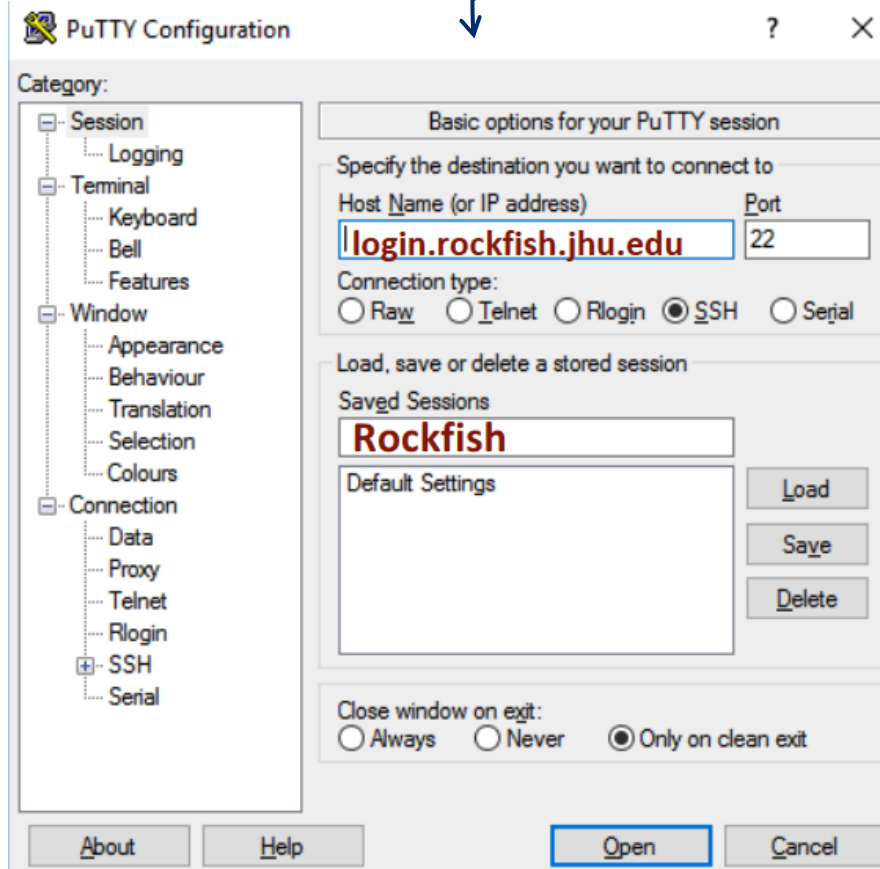 PuTTY Configuration ?
Category:
Session
Logging
Terminal
Keyboard
Bell
Features
Window
Appearance
Behaviour
Translation
Selection
Colours
Connection
Data
Proxy
Telnet
Rlogin
SSH
Serial
Basic options for your PuTTY session
Specify the destination you want to connect to
Host Name (or IP address) Port
login.rockfish.jhu.edu 22
Connection type:
Raw Telnet Rlogin SSH Serial
Load, save or delete a stored session
Saved Sessions
Rockfish
Default Settings
Load
Save
Delete
Close window on exit:
Always Never Only on clean exit
About Help Open Cancel